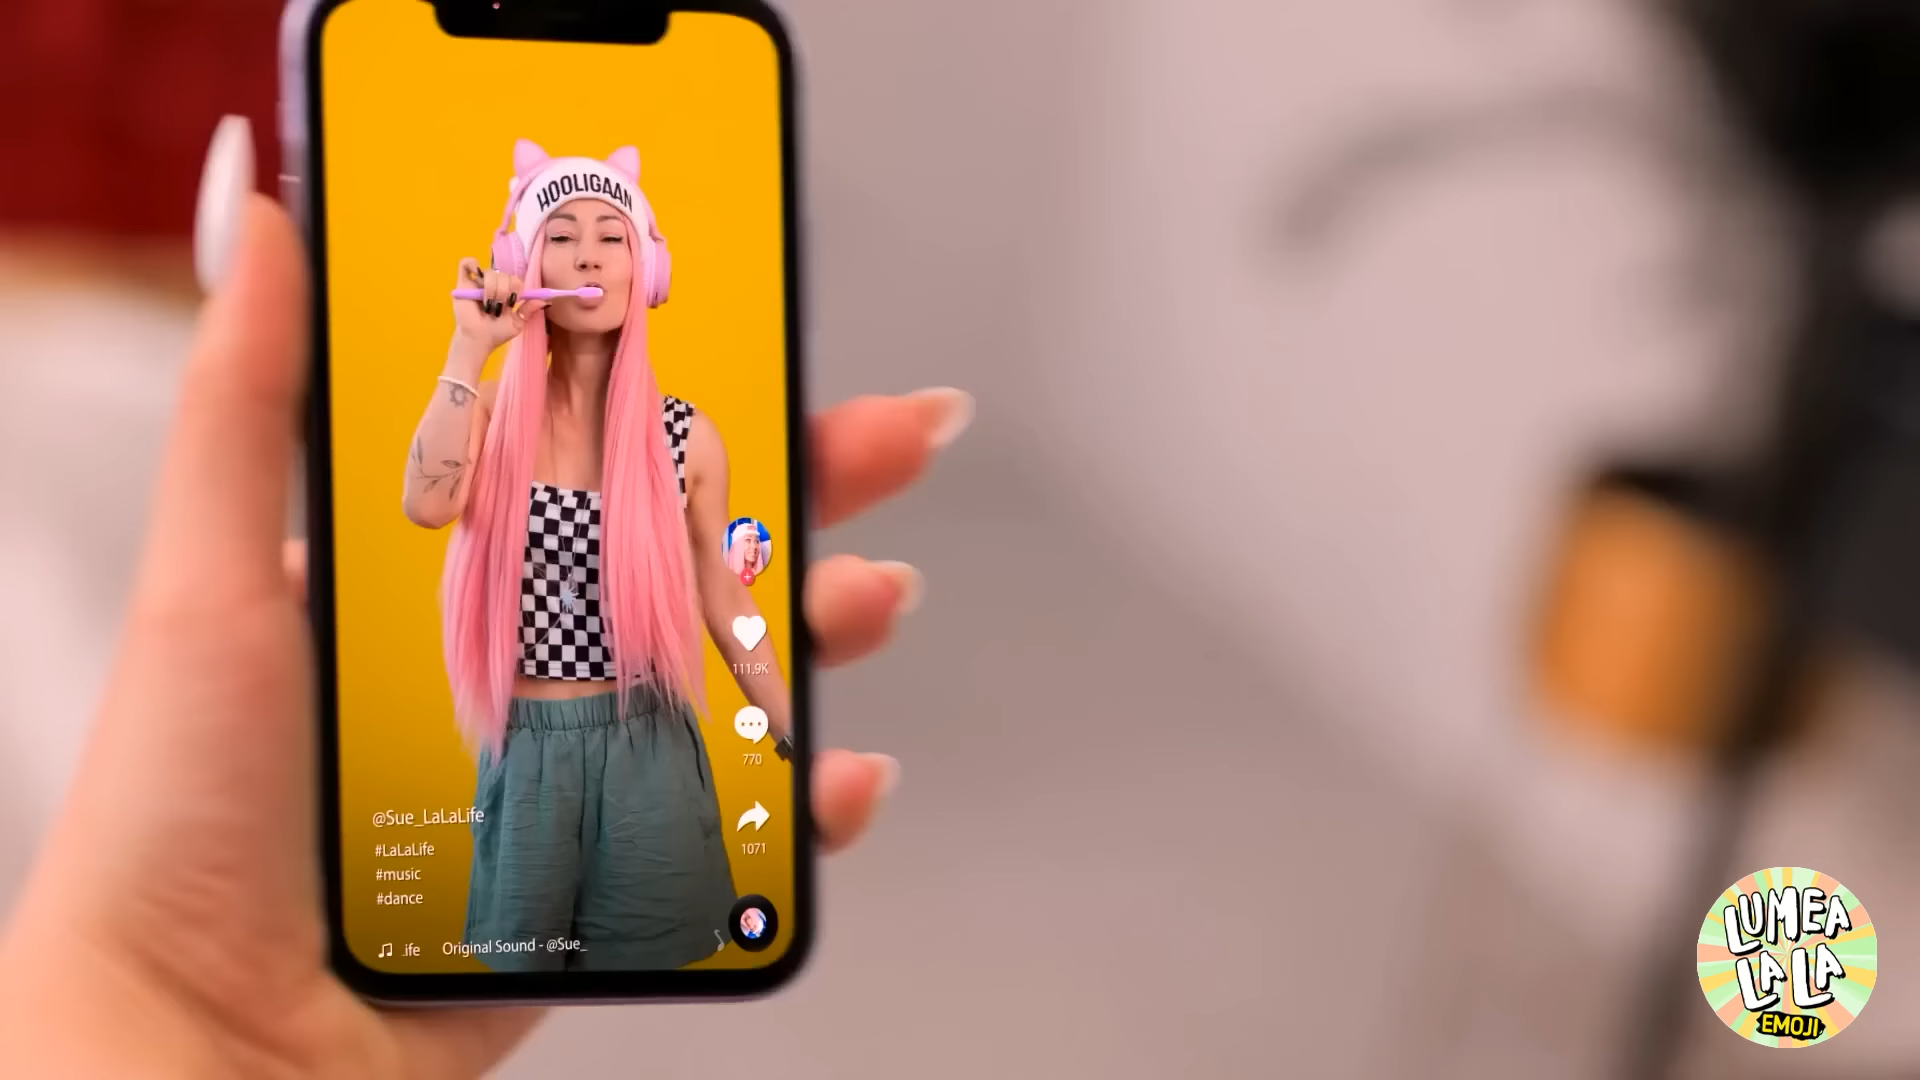 HOOLIGAAN
111.9K
770
1071
@Sue_LaLaLife
#LaLaLife
#music
#dance
.ife Original Sound - @Sue_
LUMEA
LA LA
EMOJI